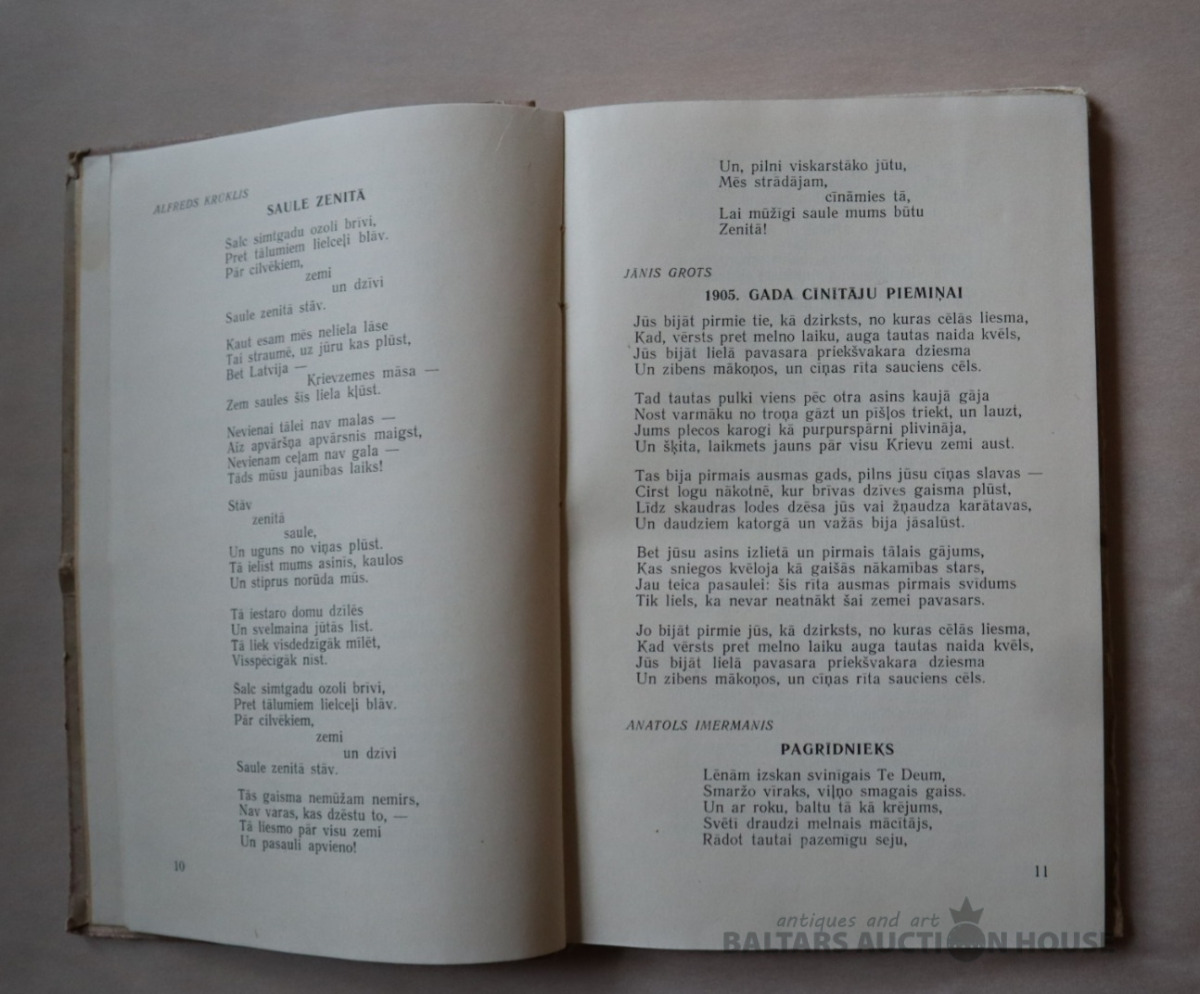 ALFREDS KRŪKLIS
SAULE ZENITĀ
Šalc simtgadu ozoli brīvi,
Pret tālumiem lielceļi blāv.
Pār cilvēkiem,
zemi
un dzīvi
Saule zenitā stāv.
Kaut esam mēs neliela lāse
Tai straumē, uz jūru kas plūst,
Bet Latvija —
Krievzemes māsa —
Zem saules šīs liela kļūst.
Nevienai tālei nav malas —
Aiz apvāršņa apvārsnis maigst,
Nevienam ceļam nav gala —
Tāds mūsu jaunības laiks!
Stāv
zenitā
saule,
Un uguns no viņas plūst.
Tā ielīst mums asinīs, kaulos
Un stiprus norūda mūs.
Tā iestaro domu dzīlēs
Un svelmaina jūtās līst.
Tā liek visdedzīgāk mīlēt,
Visspēcīgāk nīst.
Šalc simtgadu ozoli brīvi,
Pret tālumiem lielceļi blāv.
Pār cilvēkiem,
zemi
un dzīvi
Saule zenitā stāv.
Tās gaisma nemūžam nemirs,
Nav varas, kas dzēstu to, —
Tā liesmo pār visu zemi
Un pasauli apvieno!
10
Un, pilni viskarstāko jūtu,
Mēs strādājam,
cīnāmies tā,
Lai mūžīgi saule mums būtu
Zenitā!
JĀNIS GROTS
1905. GADA CĪNĪTĀJU PIEMIŅAI
Jūs bijāt pirmie tie, kā dzirksts, no kuras cēlās liesma,
Kad, vērsts pret melno laiku, auga tautas naida kvēls,
Jūs bijāt lielā pavasara priekšvakara dziesma
Un zibens mākoņos, un cīņas rīta sauciens cēls.
Tad tautas pulki viens pēc otra asins kaujā gāja
Nost varmāku no troņa gāzt un pīšļos triekt, un lauzt,
Jums plecos karogi kā purpurspārni plivināja,
Un šķita, laikmets jauns pār visu Krievu zemi aust.
Tas bija pirmais ausmas gads, pilns jūsu cīņas slavas —
Cirst logu nākotnē, kur brīvas dzīves gaisma plūst,
Līdz skaudras lodes dzēsa jūs vai žņaudza karātavas,
Un daudziem katorgā un važās bija jāsalūst.
Bet jūsu asins izlietā un pirmais tālais gājums,
Kas sniegos kvēloja kā gaišās nākamības stars,
Jau teica pasaulei: šis rīta ausmas pirmais svīdums
Tik liels, ka nevar neatnākt šai zemei pavasars.
Jo bijāt pirmie jūs, kā dzirksts, no kuras cēlās liesma,
Kad vērsts pret melno laiku auga tautas naida kvēls,
Jūs bijāt lielā pavasara priekšvakara dziesma
Un zibens mākoņos, un cīņas rīta sauciens cēls.
ANATOLS IMERMANIS
PAGRĪDNIEKS
Lēnām izskan svinīgais Te Deum,
Smaržo vīraks, viļņo smagais gaiss.
Un ar roku, baltu tā kā krējums,
Svētī draudzi melnais mācītājs,
Rādot tautai pazemīgu seju,
11
antiques and art
BALTARS AUCTION HOUSE